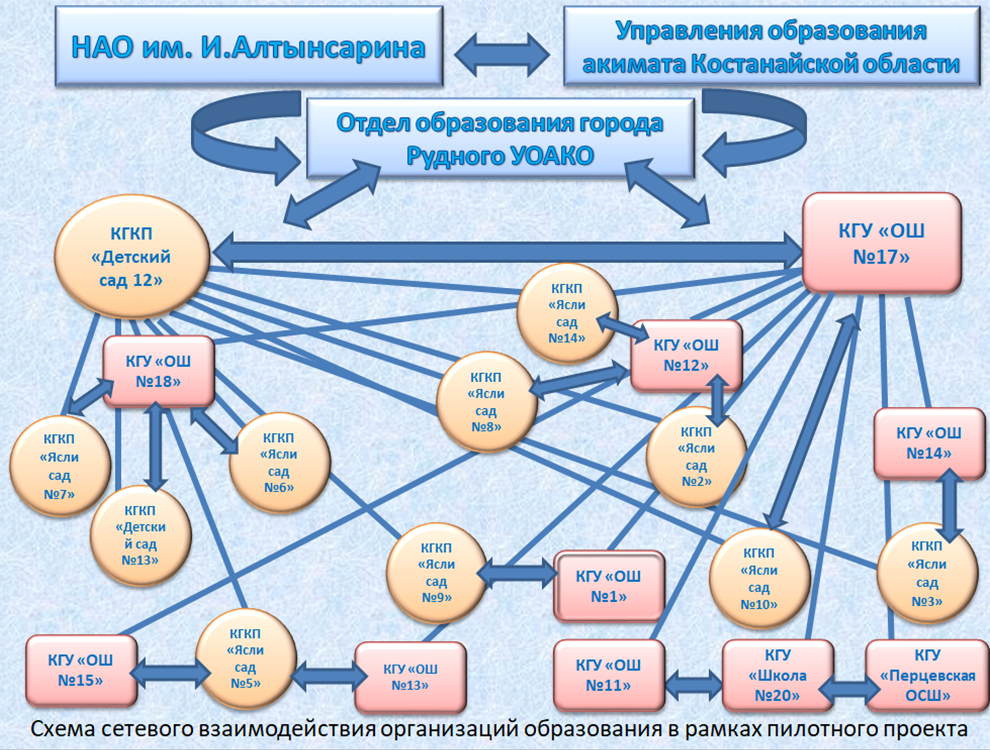 НАО им. И.Алтынсарина
Управления образования
акимата Костанайской области
Отдел образования города
Рудного УОАКО
КГКП
«Детский
сад 12»
КГУ «ОШ
№17»
КГКП
«Ясли
сад
№14»
КГУ «ОШ
№18»
КГУ «ОШ
№12»
КГКП
«Ясли
сад
№8»
КГКП
«Ясли
сад
№7»
КГКП
«Ясли
сад
№6»
КГКП
«Ясли
сад
№2»
КГУ «ОШ
№14»
КГКП
«Детски
й сад
№13»
КГКП
«Ясли
сад
№9»
КГУ «ОШ
№1»
КГКП
«Ясли
сад
№10»
КГКП
«Ясли
сад
№3»
КГУ «ОШ
№15»
КГКП
«Ясли
сад
№5»
КГУ «ОШ
№13»
КГУ «ОШ
№11»
КГУ
«Школа
№20»
КГУ
«Перцевская
ОСШ»
Схема сетевого взаимодействия организаций образования в рамках пилотного проекта